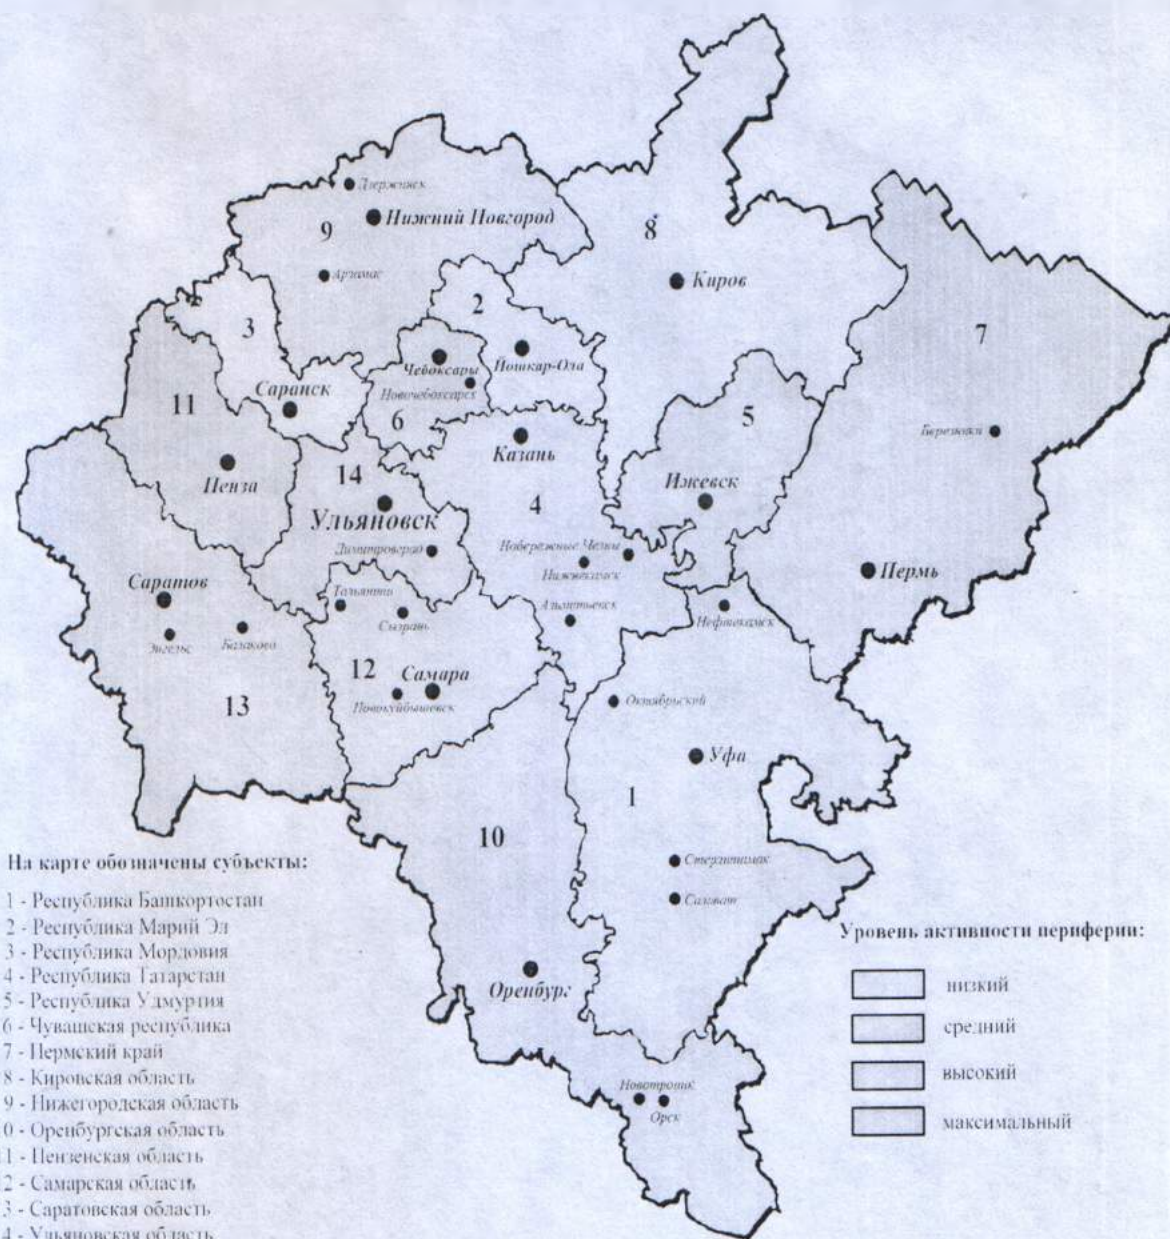 Дзержинск
Нижний Новгород
9
Арзамас
8
Киров
2
Йошкар-Ола
3
Саранск
Чебоксары
Новочебоксарск
6
7
Березники
11
Пенза
5
Ижевск
Казань
4
14
Ульяновск
Димитровград
Набережные Челны
Нижнекамск
Альметьевск
Пермь
Нефтекамск
Саратов
Энгельс
Балаково
13
Тольятти
Сызрань
12
Самара
Новокуйбышевск
Октябрьский
Уфа
1
10
Стерлитамак
Салават
Оренбург
Новотроицк
Орск
На карте обозначены субъекты:
1 - Республика Башкортостан
2 - Республика Марий Эл
3 - Республика Мордовия
4 - Республика Татарстан
5 - Республика Удмуртия
6 - Чувашская республика
7 - Пермский край
8 - Кировская область
9 - Нижегородская область
0 - Оренбургская область
1 - Пензенская область
2 - Самарская область
3 - Саратовская область
4 - Ульяновская область
Уровень активности периферии:
низкий
средний
высокий
максимальный